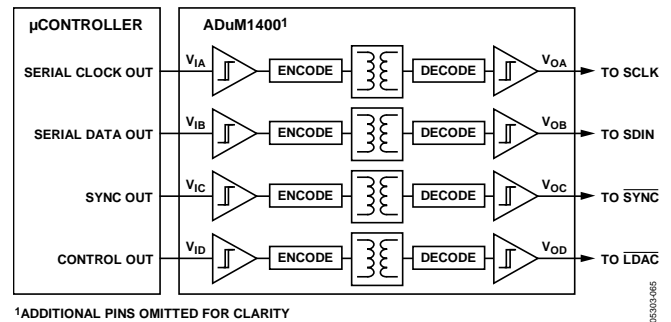 µCONTROLLER
ADuM1400¹
SERIAL CLOCK OUT
V_IA
ENCODE
DECODE
V_OA
TO SCLK
SERIAL DATA OUT
V_IB
ENCODE
DECODE
V_OB
TO SDIN
SYNC OUT
V_IC
ENCODE
DECODE
V_OC
TO S̅Y̅N̅C̅
CONTROL OUT
V_ID
ENCODE
DECODE
V_OD
TO L̅D̅A̅C̅
¹ADDITIONAL PINS OMITTED FOR CLARITY
05303-065